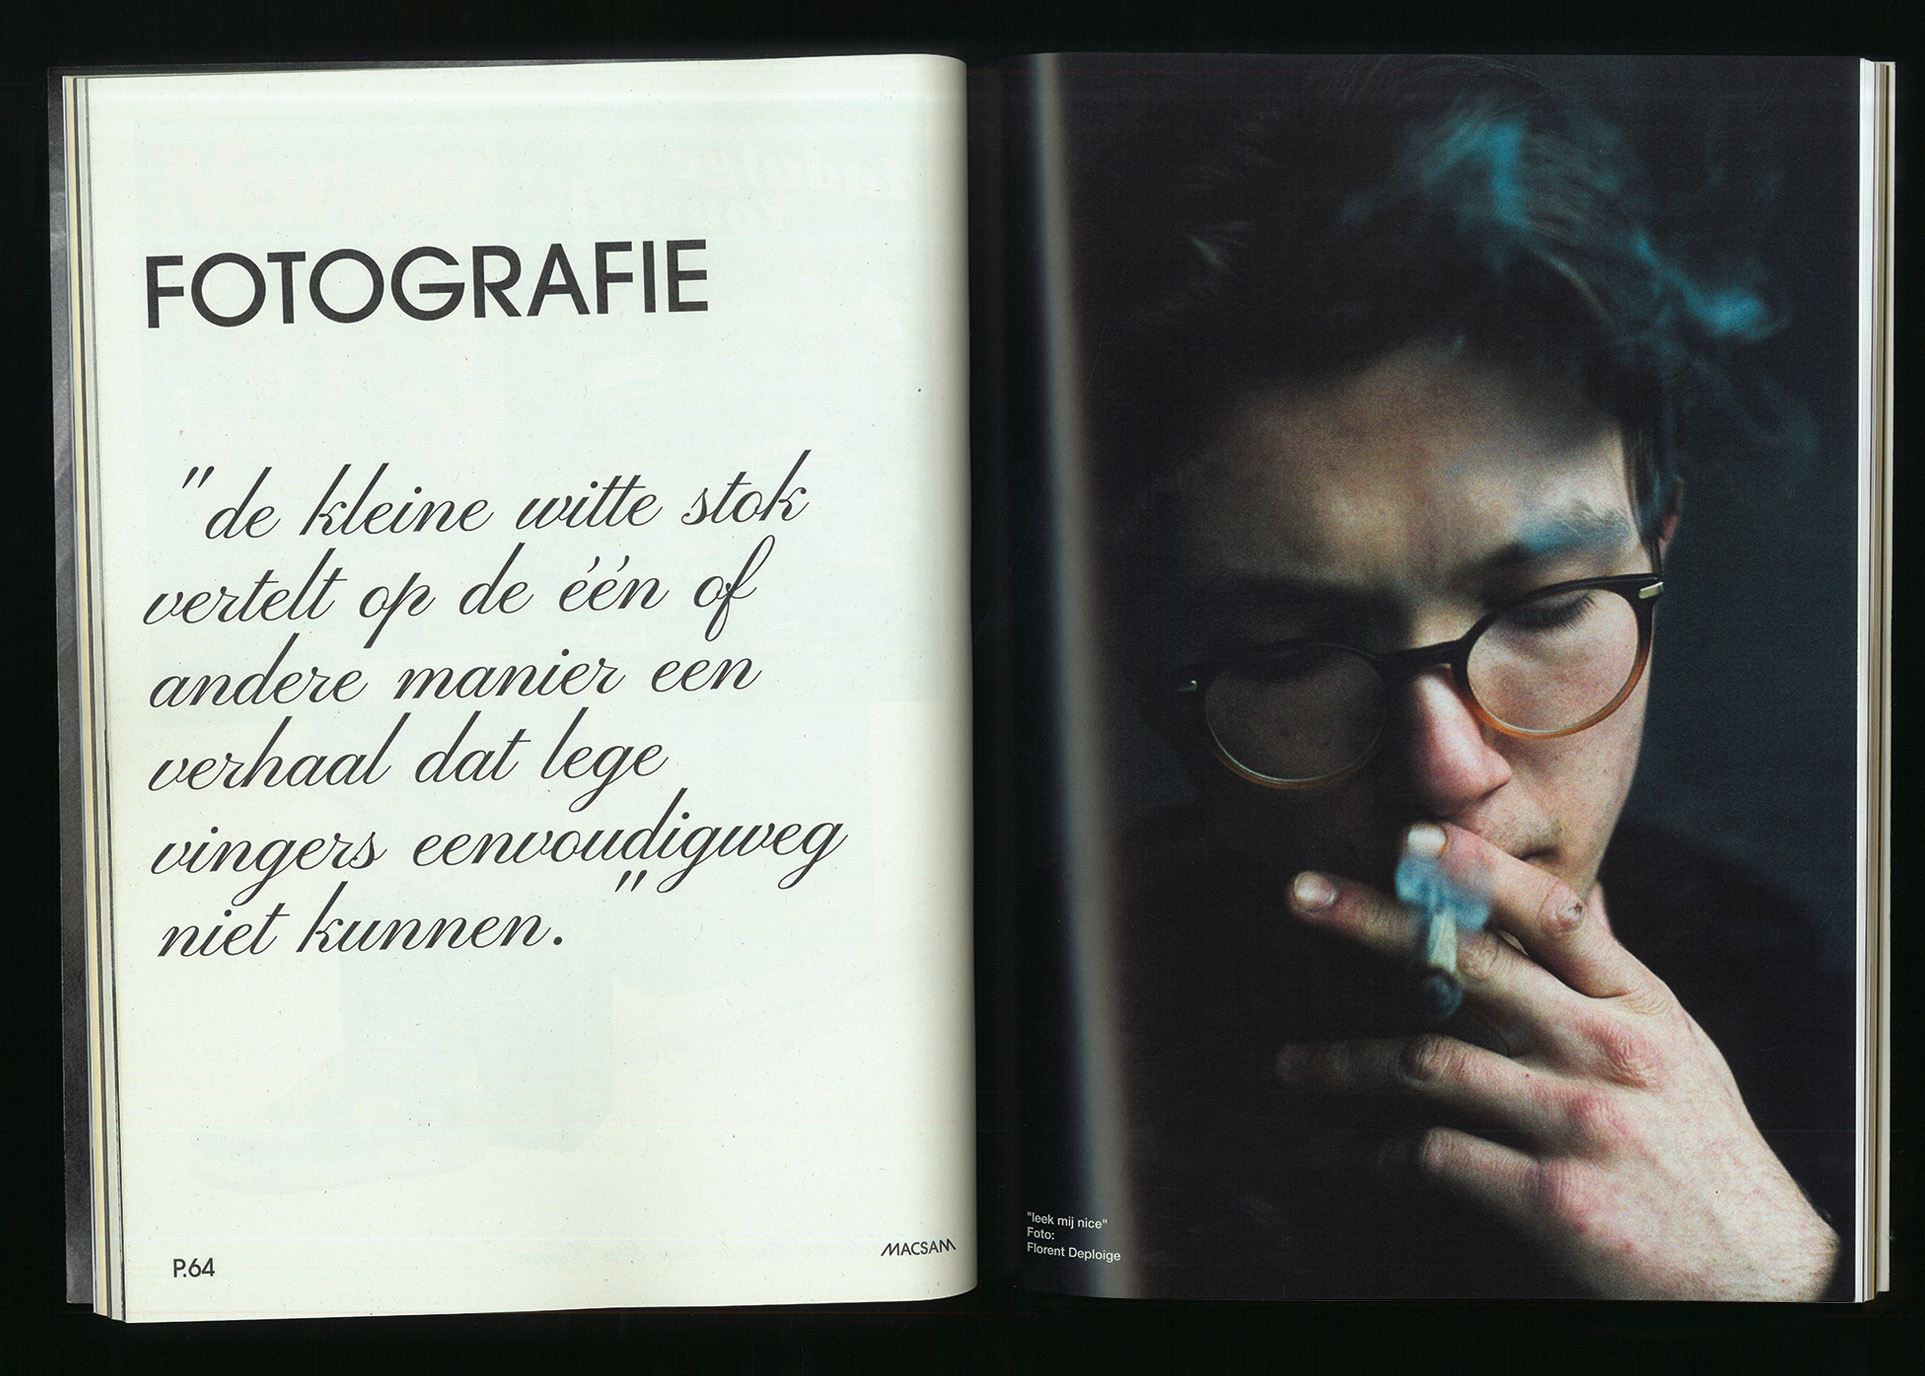 FOTOGRAFIE
"de kleine witte stok
vertelt op de één of
andere manier een
verhaal dat lege
vingers eenvoudigweg
niet kunnen."
P.64
MACSAM
"leek mij nice"
Foto:
Florent Deploige